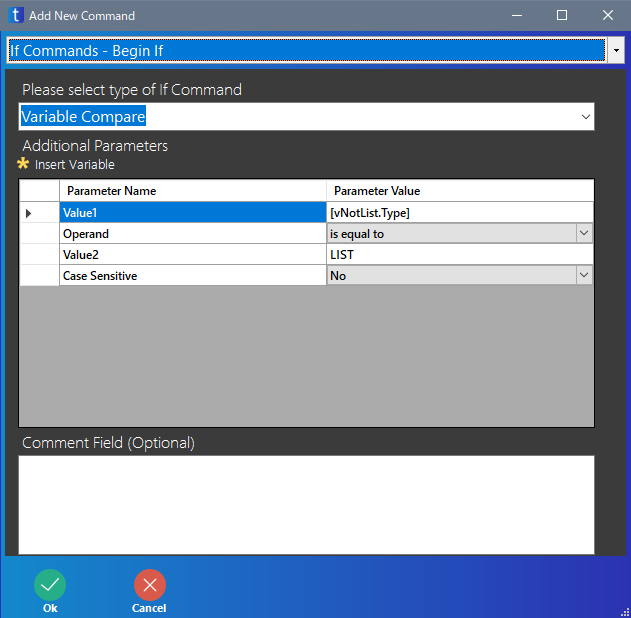 t Add New Command
If Commands - Begin If
Please select type of If Command
Variable Compare
Additional Parameters
Insert Variable
Parameter Name Parameter Value
Value1 [vNotList.Type]
Operand is equal to
Value2 LIST
Case Sensitive No
Comment Field (Optional)
Ok Cancel